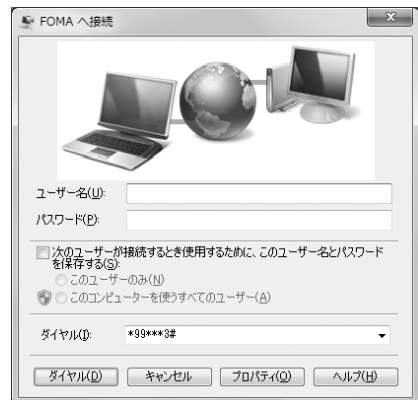 FOMA へ接続
ユーザー名(U):
パスワード(P):
次のユーザーが接続するとき使用するために、このユーザー名とパスワード
を保存する(S):
このユーザーのみ(N)
このコンピューターを使うすべてのユーザー(A)
ダイヤル(I):
*99***3#
ダイヤル(D) キャンセル プロパティ(O) ヘルプ(H)